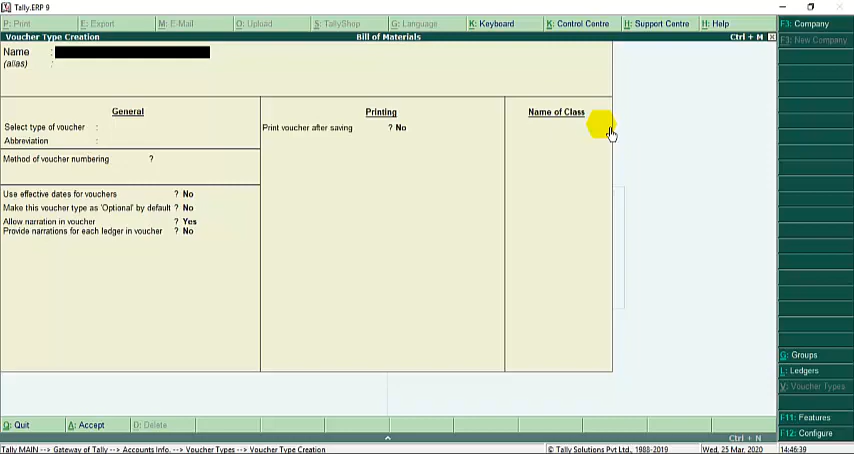 Tally.ERP 9
P: Print E: Export M: E-Mail O: Upload S: TallyShop G: Language K: Keyboard K: Control Centre H: Support Centre H: Help F3: Company
Voucher Type Creation Bill of Materials Ctrl + M
F3: New Company
Name :
(alias) :
General Printing Name of Class
Select type of voucher : Print voucher after saving ? No
Abbreviation :
Method of voucher numbering ?
Use effective dates for vouchers ? No
Make this voucher type as 'Optional' by default ? No
Allow narration in voucher ? Yes
Provide narrations for each ledger in voucher ? No
G: Groups
L: Ledgers
V: Voucher Types
F11: Features
Q: Quit A: Accept D: Delete
F12: Configure
Ctrl + N
Tally MAIN --> Gateway of Tally --> Accounts Info. --> Voucher Types --> Voucher Type Creation © Tally Solutions Pvt Ltd., 1988-2019 Wed, 25 Mar, 2020 14:46:39